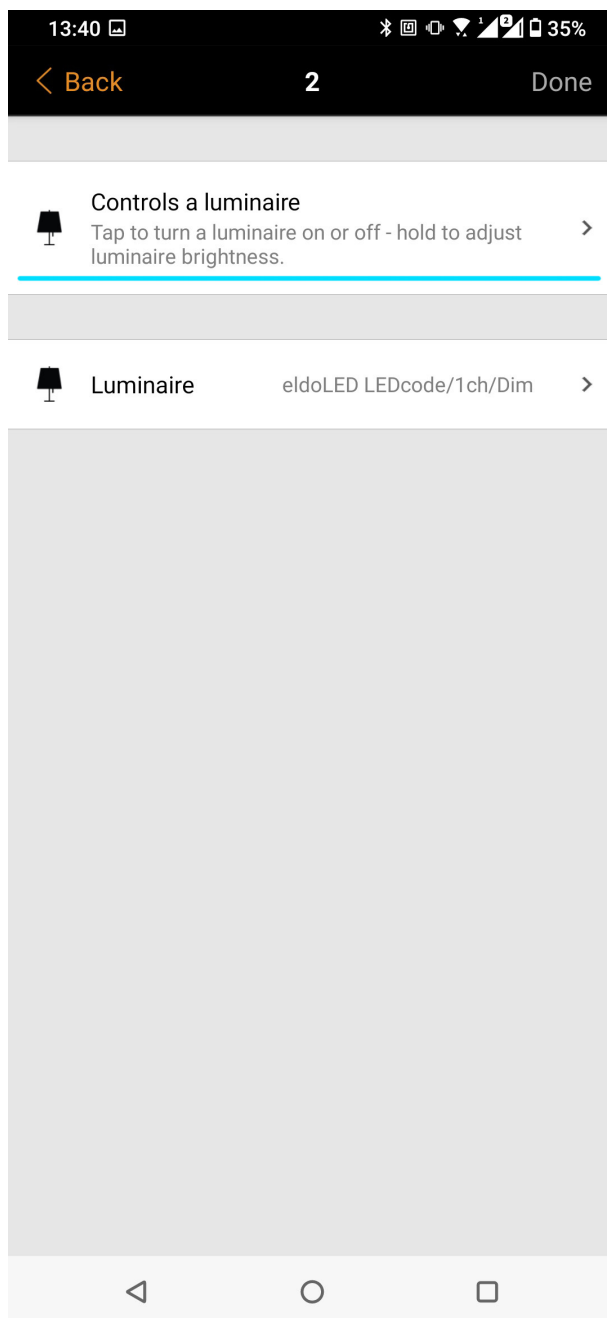 13:40 35%
Back 2 Done
Controls a luminaire
Tap to turn a luminaire on or off - hold to adjust
luminaire brightness.
Luminaire eldoLED LEDcode/1ch/Dim